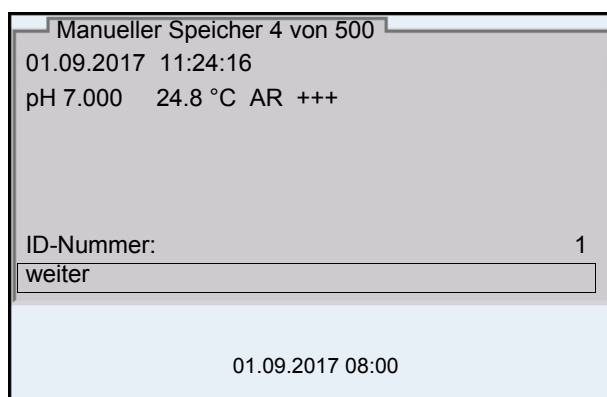 Manueller Speicher 4 von 500
01.09.2017 11:24:16
pH 7.000 24.8 °C AR +++
ID-Nummer: 1
weiter
01.09.2017 08:00